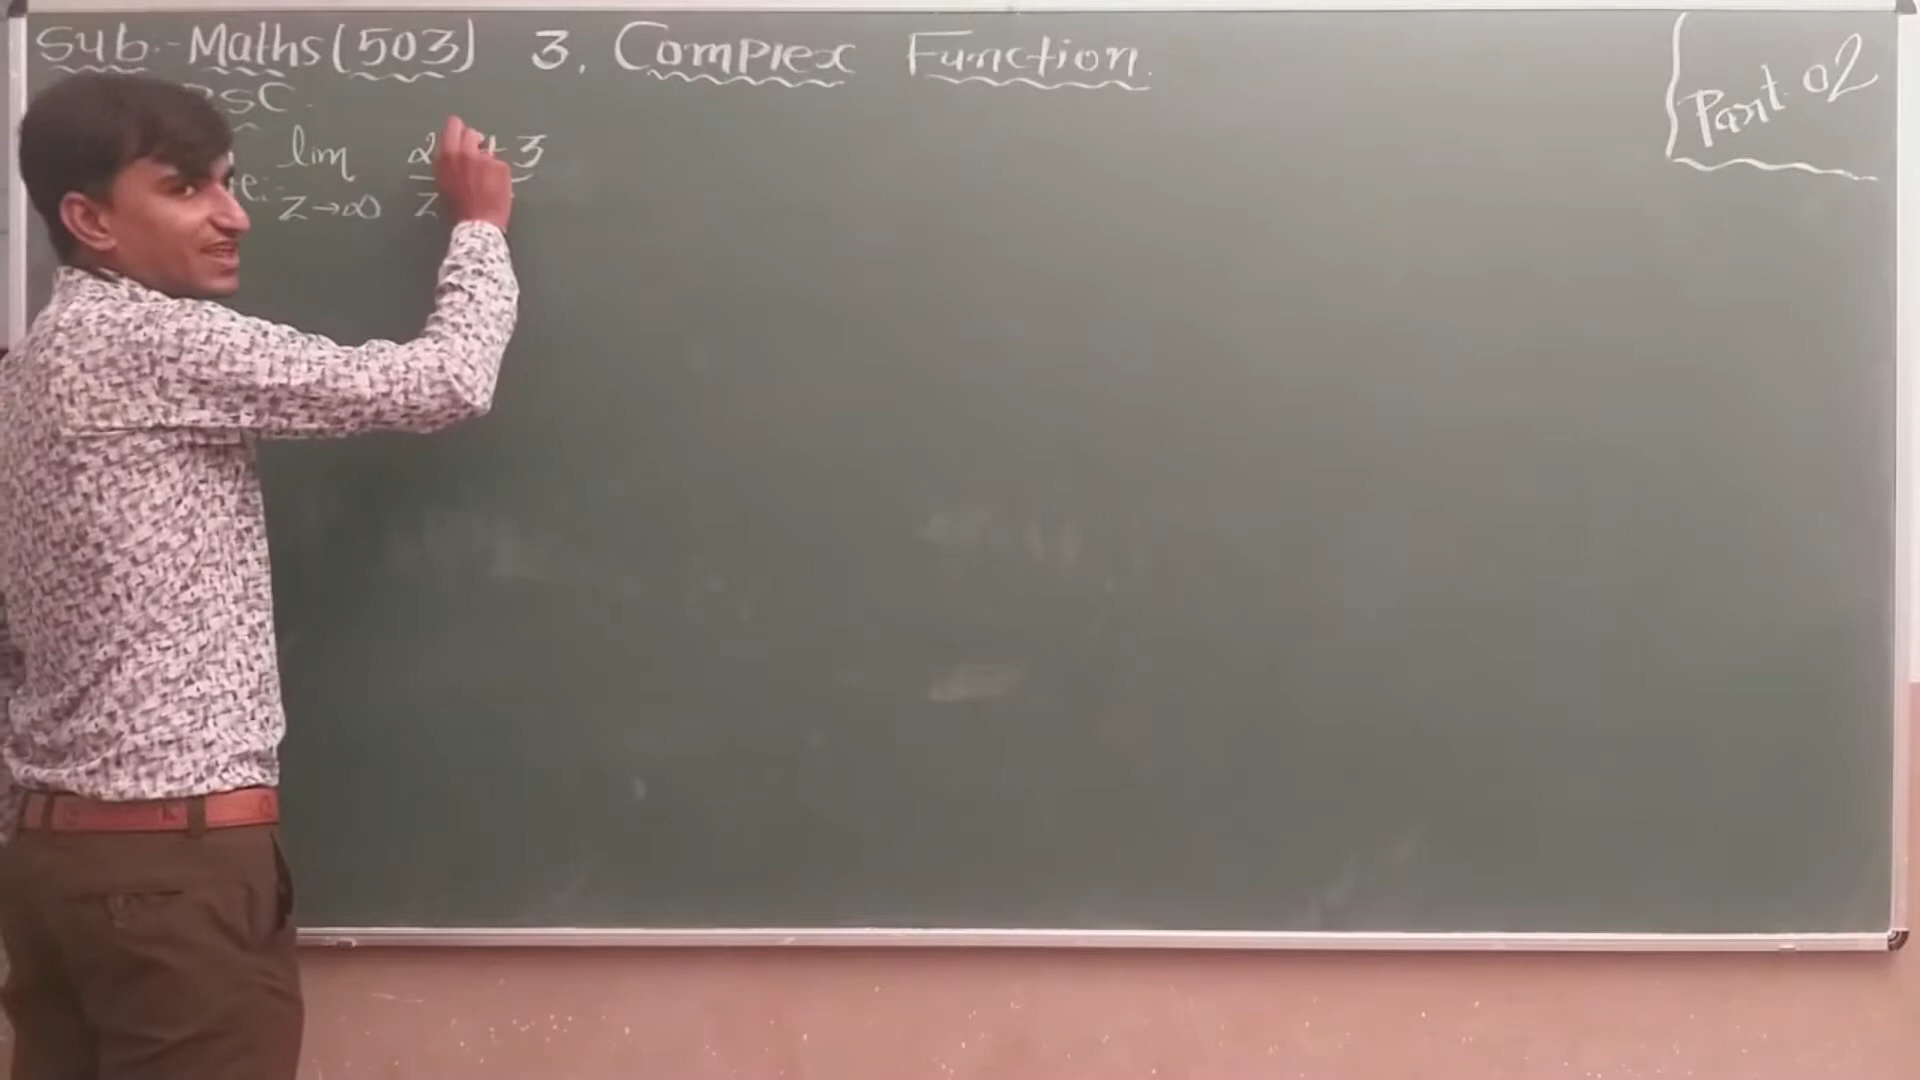 Sub:- Maths (503) 3. Complex Function.
Part 02
BSC.
lim + 3
z→∞ z